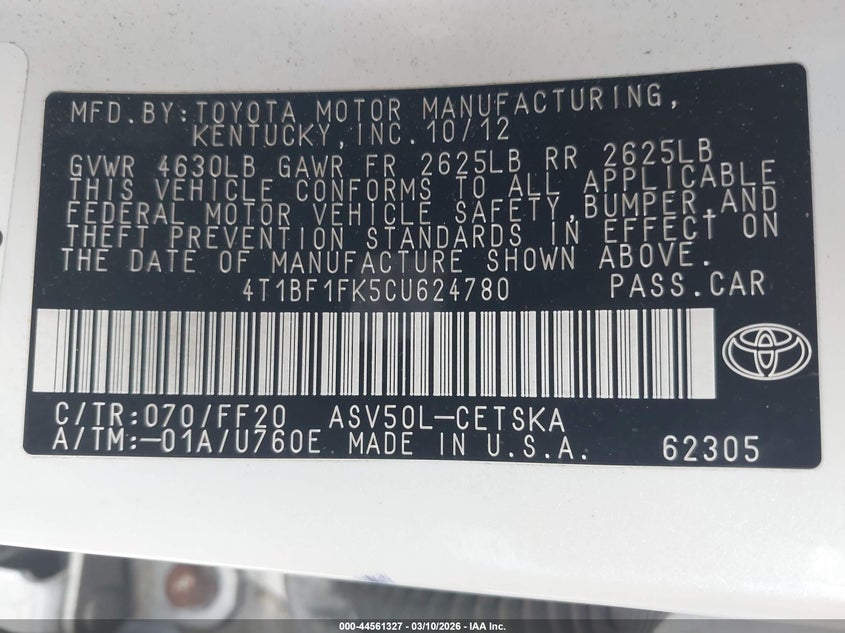 MFD.BY:TOYOTA MOTOR MANUFACTURING,
KENTUCKY,INC.10/12
GVWR 4630LB GAWR FR 2625LB RR 2625LB
THIS VEHICLE CONFORMS TO ALL APPLICABLE
FEDERAL MOTOR VEHICLE SAFETY,BUMPER,AND
THEFT PREVENTION STANDARDS IN EFFECT ON
THE DATE OF MANUFACTURE SHOWN ABOVE.
4T1BF1FK5CU624780 PASS.CAR
C/TR:070/FF20 ASV50L-CETSKA
A/TM:-01A/U760E MADE IN U.S.A. 62305
000-44561327 - 03/10/2026 - IAA Inc.